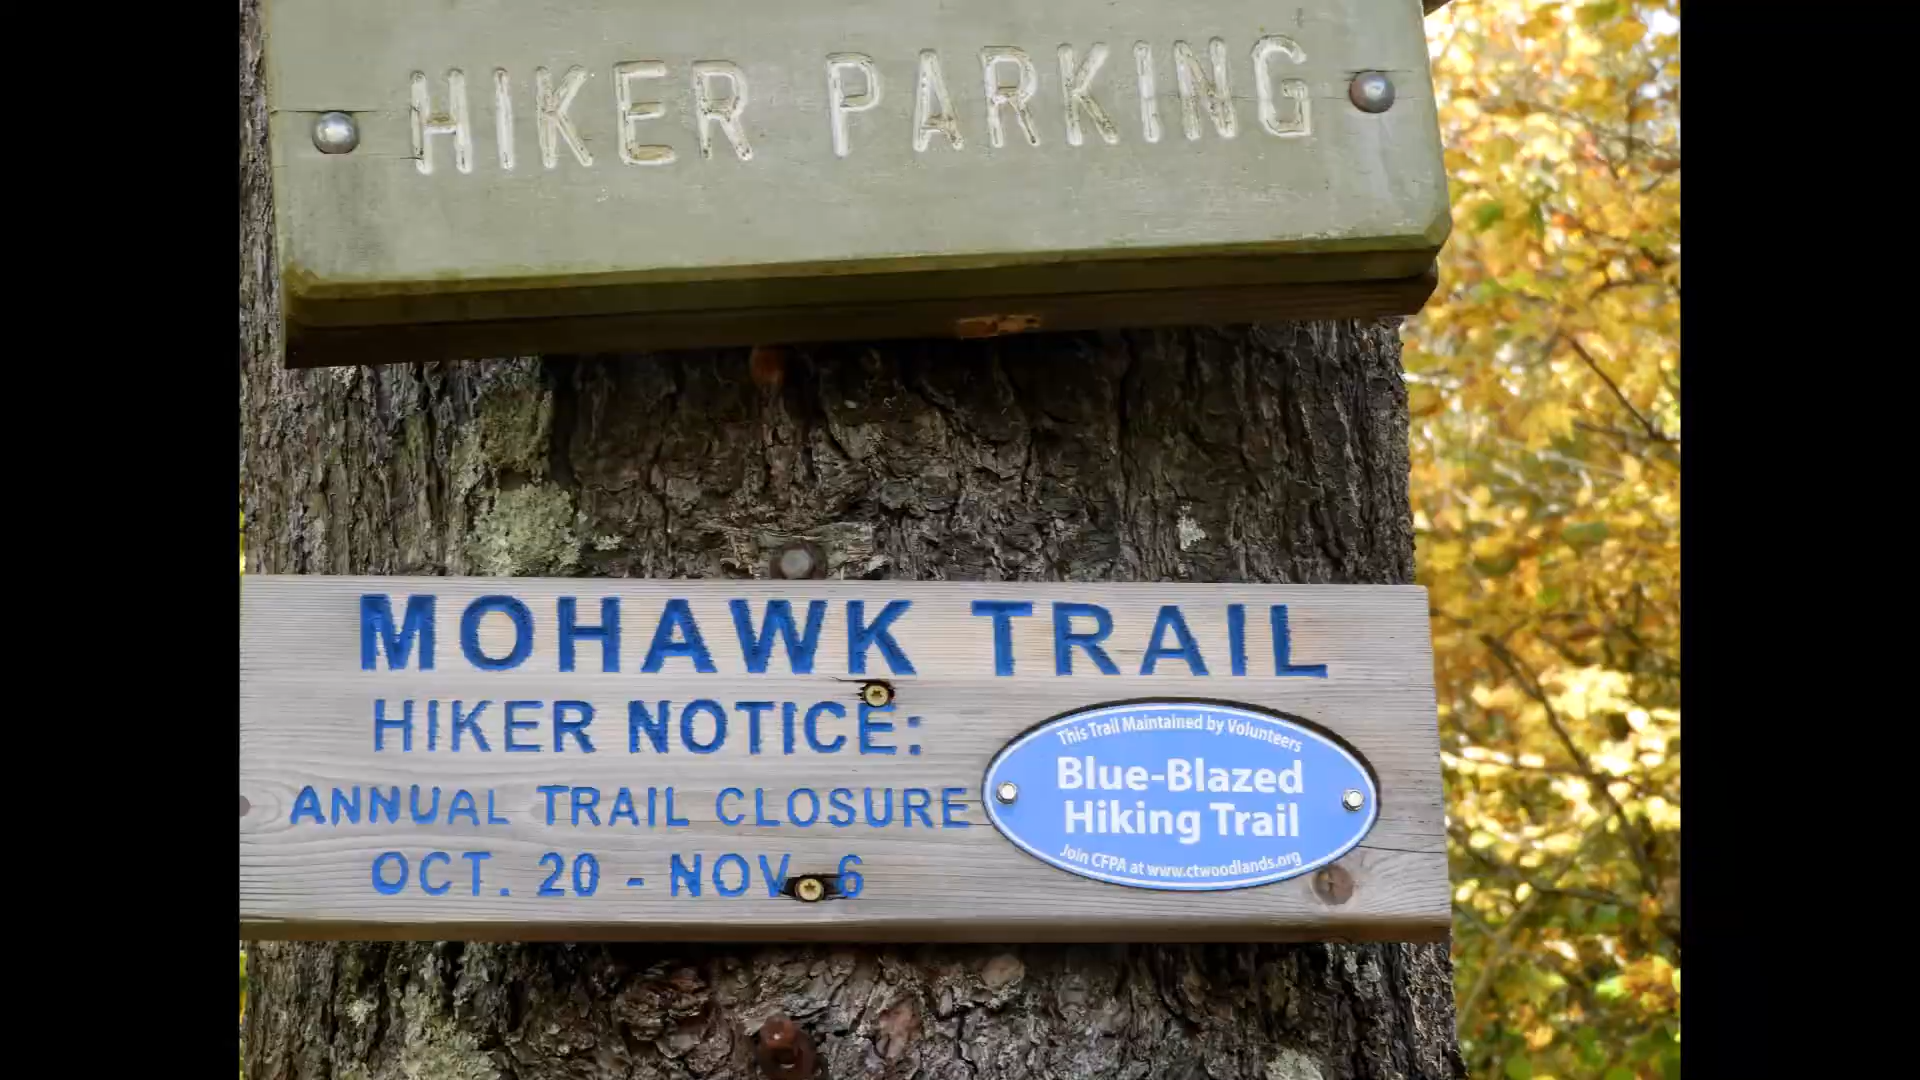 HIKER PARKING
MOHAWK TRAIL
HIKER NOTICE:
ANNUAL TRAIL CLOSURE
OCT. 20 - NOV. 6
This Trail Maintained by Volunteers
Blue-Blazed
Hiking Trail
Join CFPA at www.ctwoodlands.org